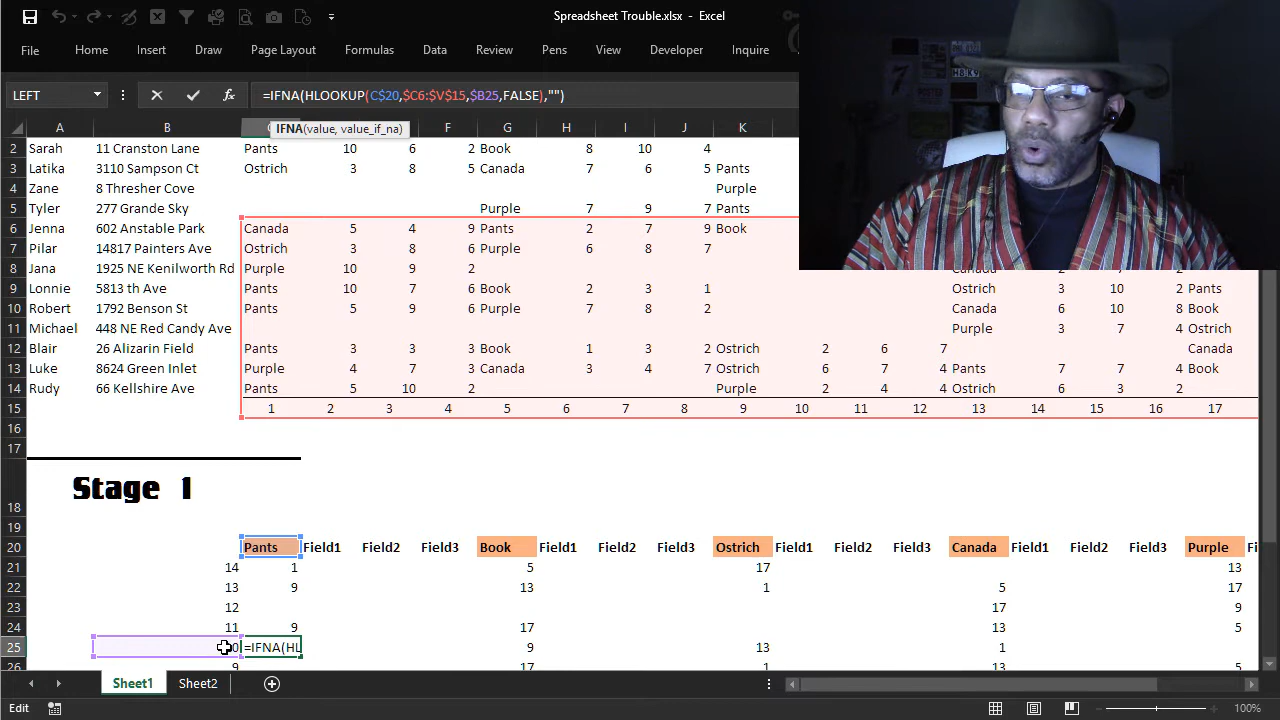 Spreadsheet Trouble.xlsx - Excel
File Home Insert Draw Page Layout Formulas Data Review View Pens Developer Inquire
LEFT =IFNA(HLOOKUP(C$20,$C6:$V$15,$B25,FALSE),"")
IFNA(value, value_if_na)
A B F G H I J K
2 Sarah 11 Cranston Lane Pants 10 6 2 Book 8 10 4
3 Latika 3110 Sampson Ct Ostrich 3 8 5 Canada 7 6 5 Pants
4 Zane 8 Thresher Cove Purple
5 Tyler 277 Grande Sky Purple 7 9 7 Pants
6 Jenna 602 Anstable Park Canada 5 4 9 Pants 2 7 9 Book
7 Pilar 14817 Painters Ave Ostrich 3 8 6 Purple 6 8 7
8 Jana 1925 NE Kenilworth Rd Purple 10 9 2
9 Lonnie 5813 th Ave Pants 10 7 6 Book 2 3 1 Ostrich 3 10 2 Pants
10 Robert 1792 Benson St Pants 5 9 6 Purple 7 8 2 Canada 6 10 8 Book
11 Michael 448 NE Red Candy Ave Purple 3 7 4 Ostrich
12 Blair 26 Alizarin Field Pants 3 3 3 Book 1 3 2 Ostrich 2 6 7 Canada
13 Luke 8624 Green Inlet Purple 4 7 3 Canada 3 4 7 Ostrich 6 7 4 Pants 7 7 4 Book
14 Rudy 66 Kellshire Ave Pants 5 10 2 Purple 2 4 4 Ostrich 6 3 2
15 1 2 3 4 5 6 7 8 9 10 11 12 13 14 15 16 17
16
17
18 Stage 1
19
20 Pants Field1 Field2 Field3 Book Field1 Field2 Field3 Ostrich Field1 Field2 Field3 Canada Field1 Field2 Field3 Purple
21 14 1 5 17 13
22 13 9 13 1 5 17
23 12 17 9
24 11 9 17 13 5
25 0 =IFNA(HL 9 13 1
26 9 17 1 13 5
Sheet1 Sheet2
Edit 100%